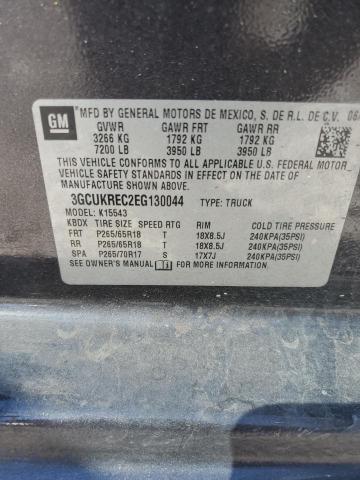 GM
MFD BY GENERAL MOTORS DE MEXICO, S. DE R.L. DE C.V. 08/
GVWR GAWR FRT GAWR RR
3266 KG 1792 KG 1792 KG
7200 LB 3950 LB 3950 LB
THIS VEHICLE CONFORMS TO ALL APPLICABLE U.S. FEDERAL MOTOR
VEHICLE SAFETY STANDARDS IN EFFECT ON THE DATE OF
MANUFACTURE SHOWN ABOVE.
3GCUKREC2EG130044 TYPE: TRUCK
MODEL: K15543
KBDX TIRE SIZE SPEED RTG RIM COLD TIRE PRESSURE
FRT P265/65R18 T 18X8.5J 240KPA(35PSI)
RR P265/65R18 T 18X8.5J 240KPA(35PSI)
SPA P265/70R17 S 17X7J 240KPA(35PSI)
SEE OWNER'S MANUAL FOR ADDITIONAL INFORMATION.